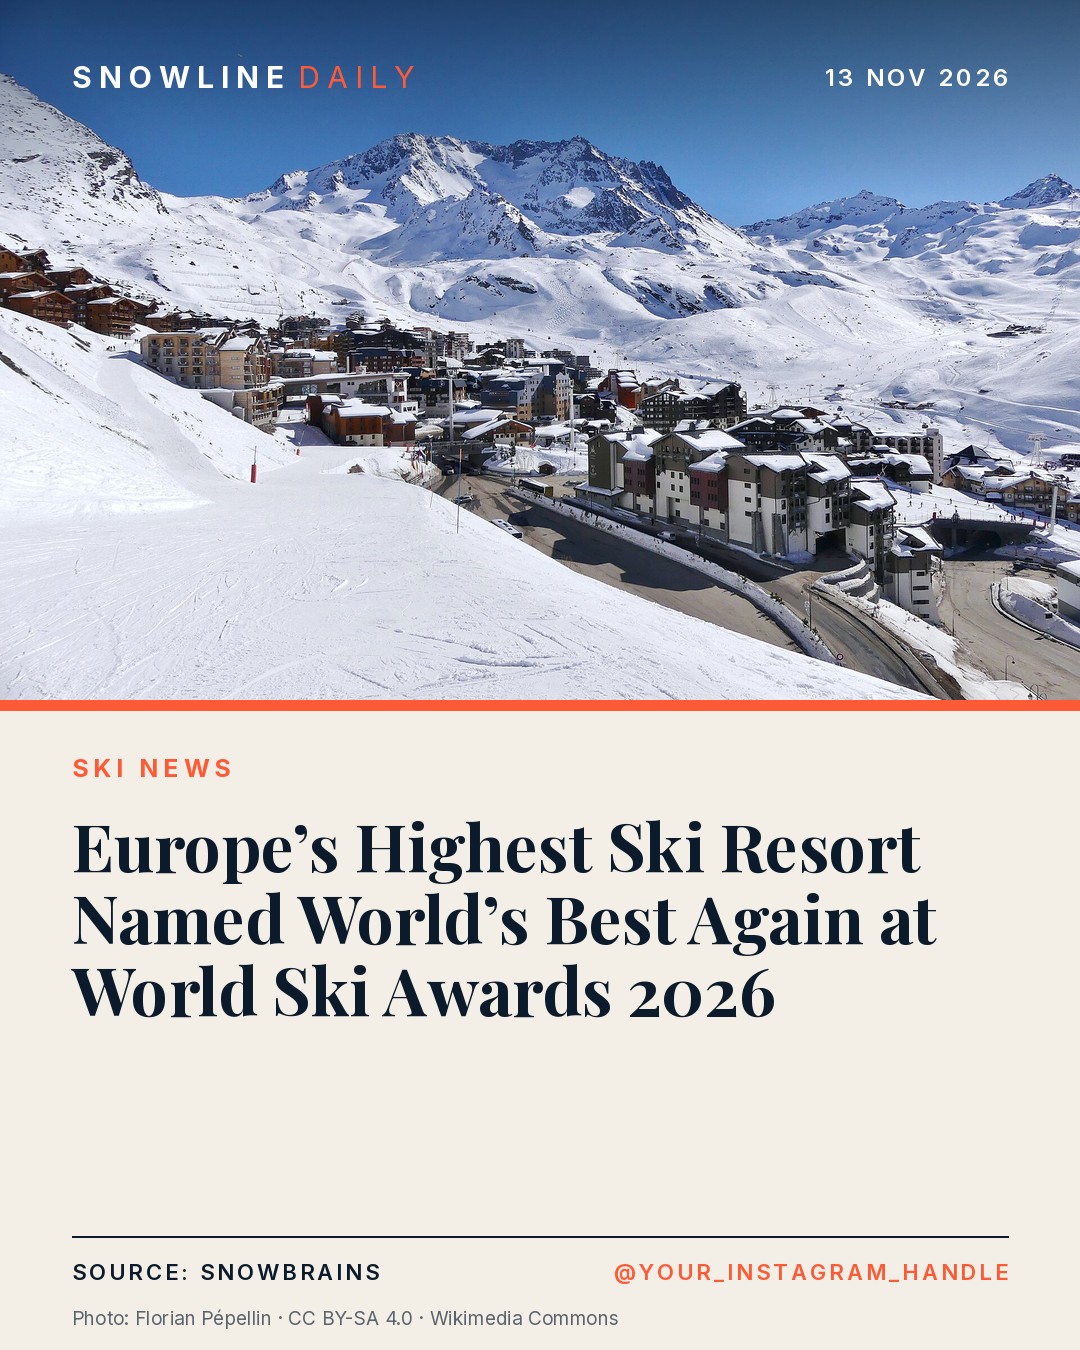 SNOWLINE DAILY
13 NOV 2026
SKI NEWS
Europe’s Highest Ski Resort
Named World’s Best Again at
World Ski Awards 2026
SOURCE: SNOWBRAINS
@YOUR_INSTAGRAM_HANDLE
Photo: Florian Pépellin · CC BY-SA 4.0 · Wikimedia Commons